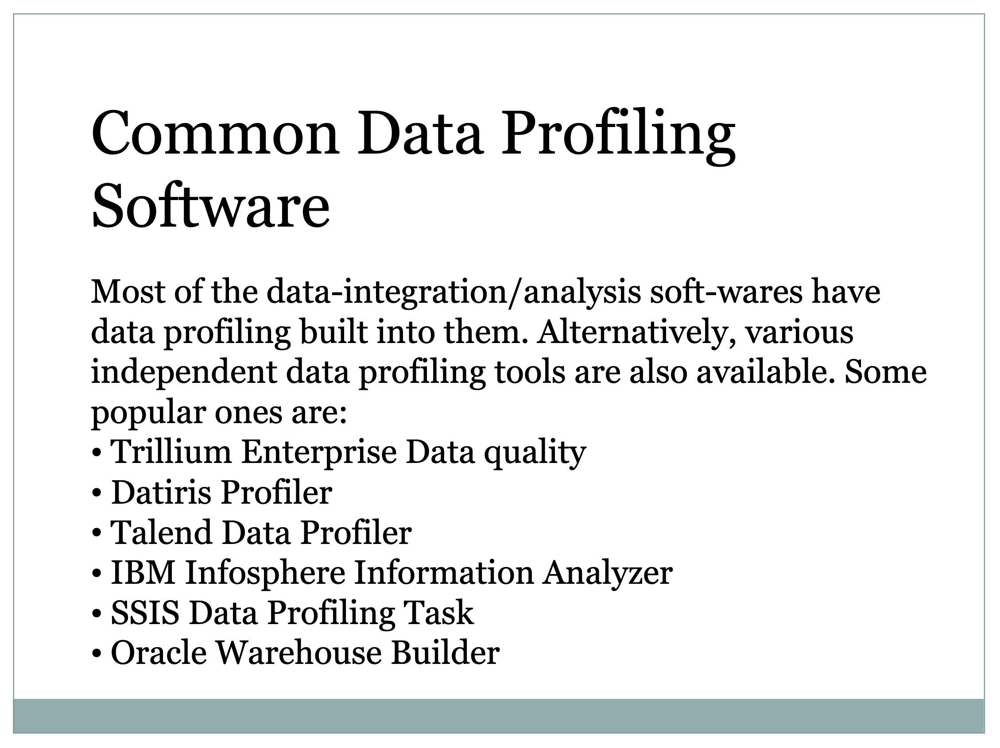 Common Data Profiling
Software
Most of the data-integration/analysis soft-wares have
data profiling built into them. Alternatively, various
independent data profiling tools are also available. Some
popular ones are:
• Trillium Enterprise Data quality
• Datiris Profiler
• Talend Data Profiler
• IBM Infosphere Information Analyzer
• SSIS Data Profiling Task
• Oracle Warehouse Builder